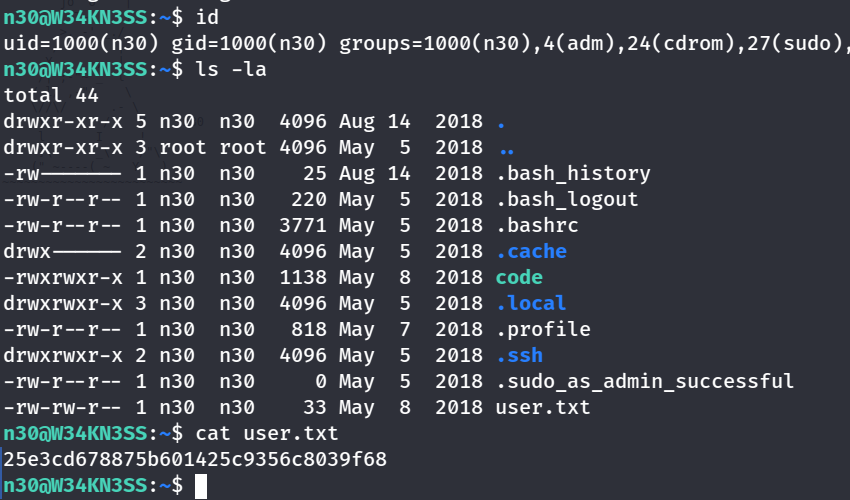 n30@W34KN3SS:~$ id
uid=1000(n30) gid=1000(n30) groups=1000(n30),4(adm),24(cdrom),27(sudo),
n30@W34KN3SS:~$ ls -la
total 44
drwxr-xr-x 5 n30  n30  4096 Aug 14  2018 .
drwxr-xr-x 3 root root 4096 May  5  2018 ..
-rw------- 1 n30  n30    25 Aug 14  2018 .bash_history
-rw-r--r-- 1 n30  n30   220 May  5  2018 .bash_logout
-rw-r--r-- 1 n30  n30  3771 May  5  2018 .bashrc
drwx------ 2 n30  n30  4096 May  5  2018 .cache
-rwxrwxr-x 1 n30  n30  1138 May  8  2018 code
drwxrwxr-x 3 n30  n30  4096 May  5  2018 .local
-rw-r--r-- 1 n30  n30   818 May  7  2018 .profile
drwxrwxr-x 2 n30  n30  4096 May  5  2018 .ssh
-rw-r--r-- 1 n30  n30     0 May  5  2018 .sudo_as_admin_successful
-rw-rw-r-- 1 n30  n30    33 May  8  2018 user.txt
n30@W34KN3SS:~$ cat user.txt
25e3cd678875b601425c9356c8039f68
n30@W34KN3SS:~$